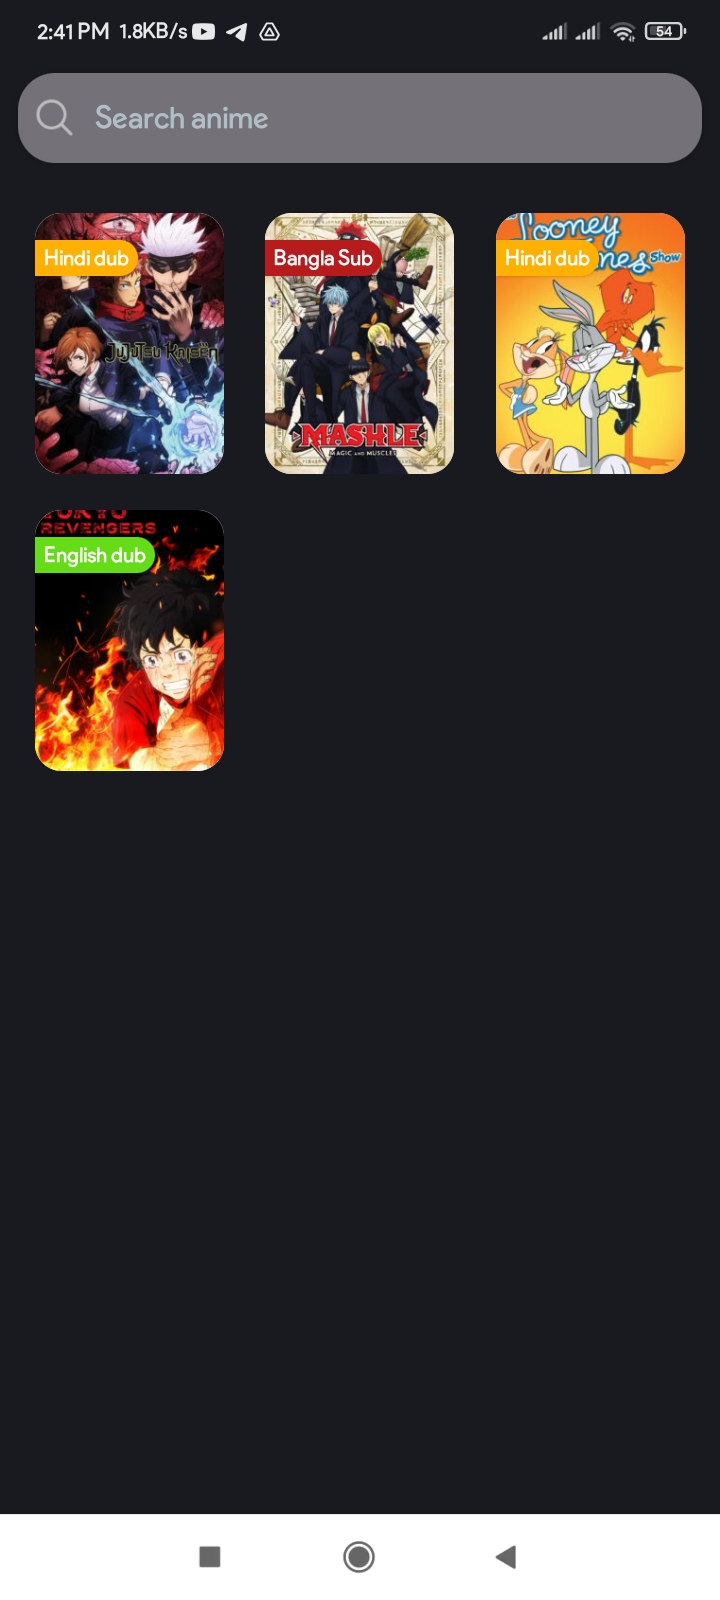 2:41 PM 1.8KB/s 54
Search anime
Hindi dub
JUJUTSU KAISEN
Bangla Sub
MASHLE
MAGIC AND MUSCLES
Looney
Hindi dub
nes Show
TOKYO
REVENGERS
English dub